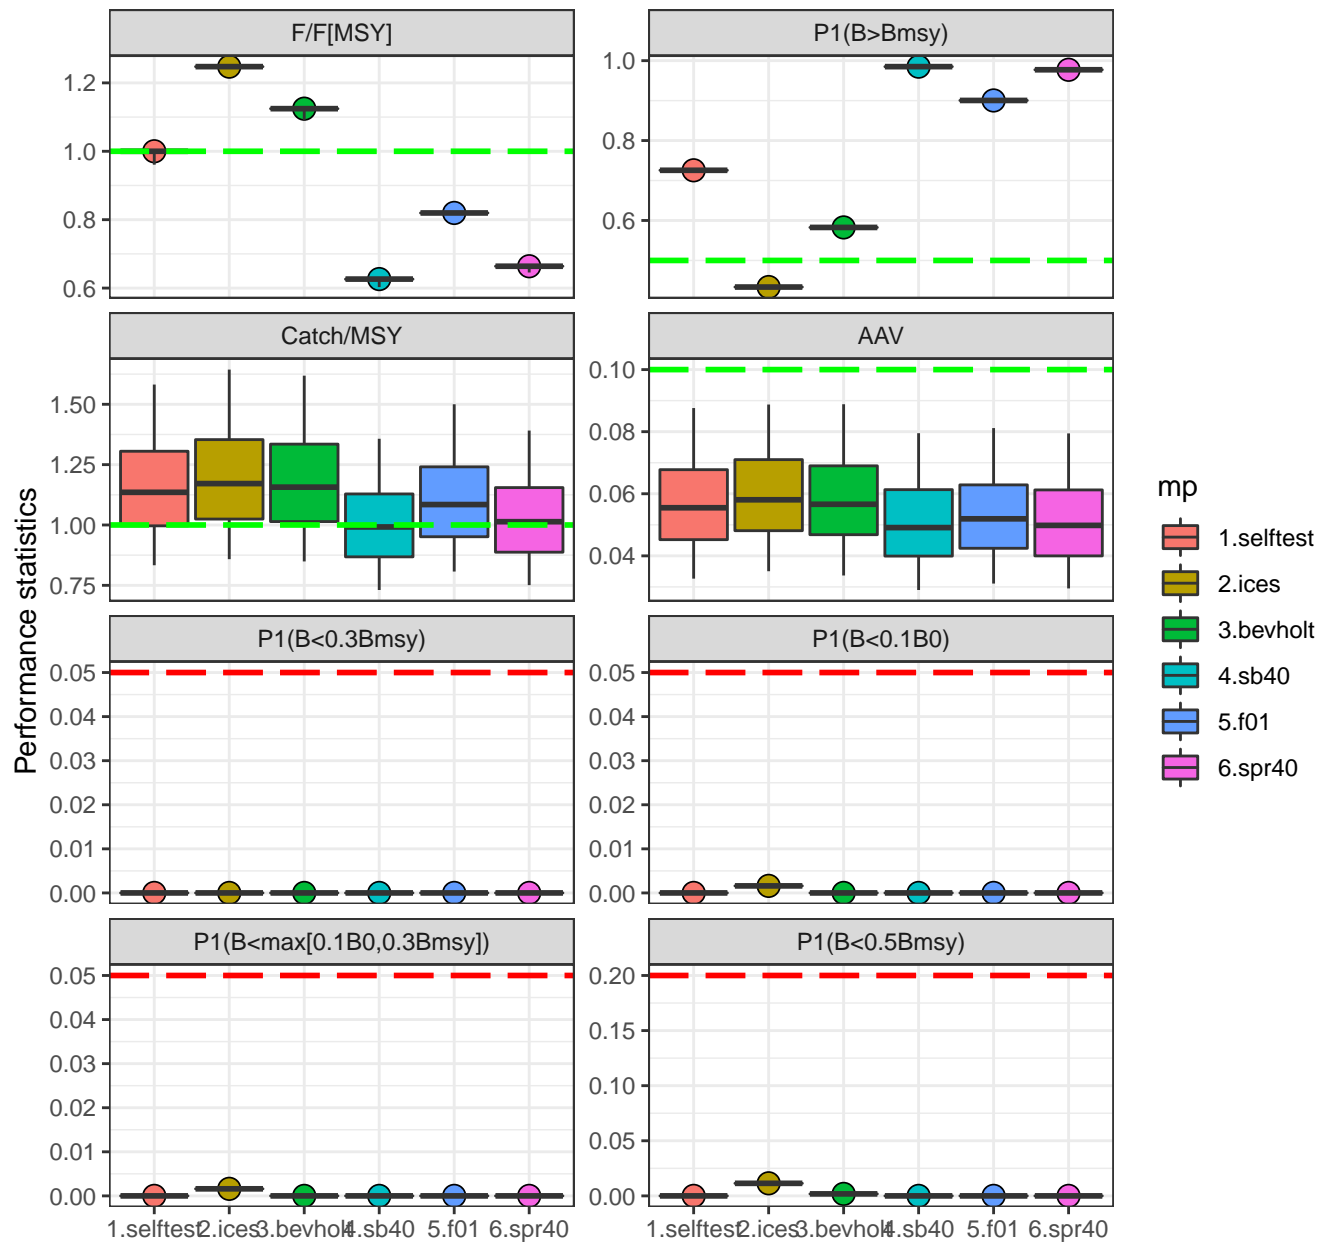 F/F[MSY]
P1(B>Bmsy)
1.2
1.0
0.8
0.6
1.0
0.8
0.6
Catch/MSY
AAV
1.50
1.25
1.00
0.75
0.10
0.08
0.06
0.04
P1(B<0.3Bmsy)
P1(B<0.1B0)
0.05
0.04
0.03
0.02
0.01
0.00
0.05
0.04
0.03
0.02
0.01
0.00
P1(B<max[0.1B0,0.3Bmsy])
P1(B<0.5Bmsy)
0.05
0.04
0.03
0.02
0.01
0.00
0.20
0.15
0.10
0.05
0.00
1.selftest 2.ices 3.bevholt 4.sb40 5.f01 6.spr40
1.selftest 2.ices 3.bevholt 4.sb40 5.f01 6.spr40
Performance statistics
mp
1.selftest
2.ices
3.bevholt
4.sb40
5.f01
6.spr40